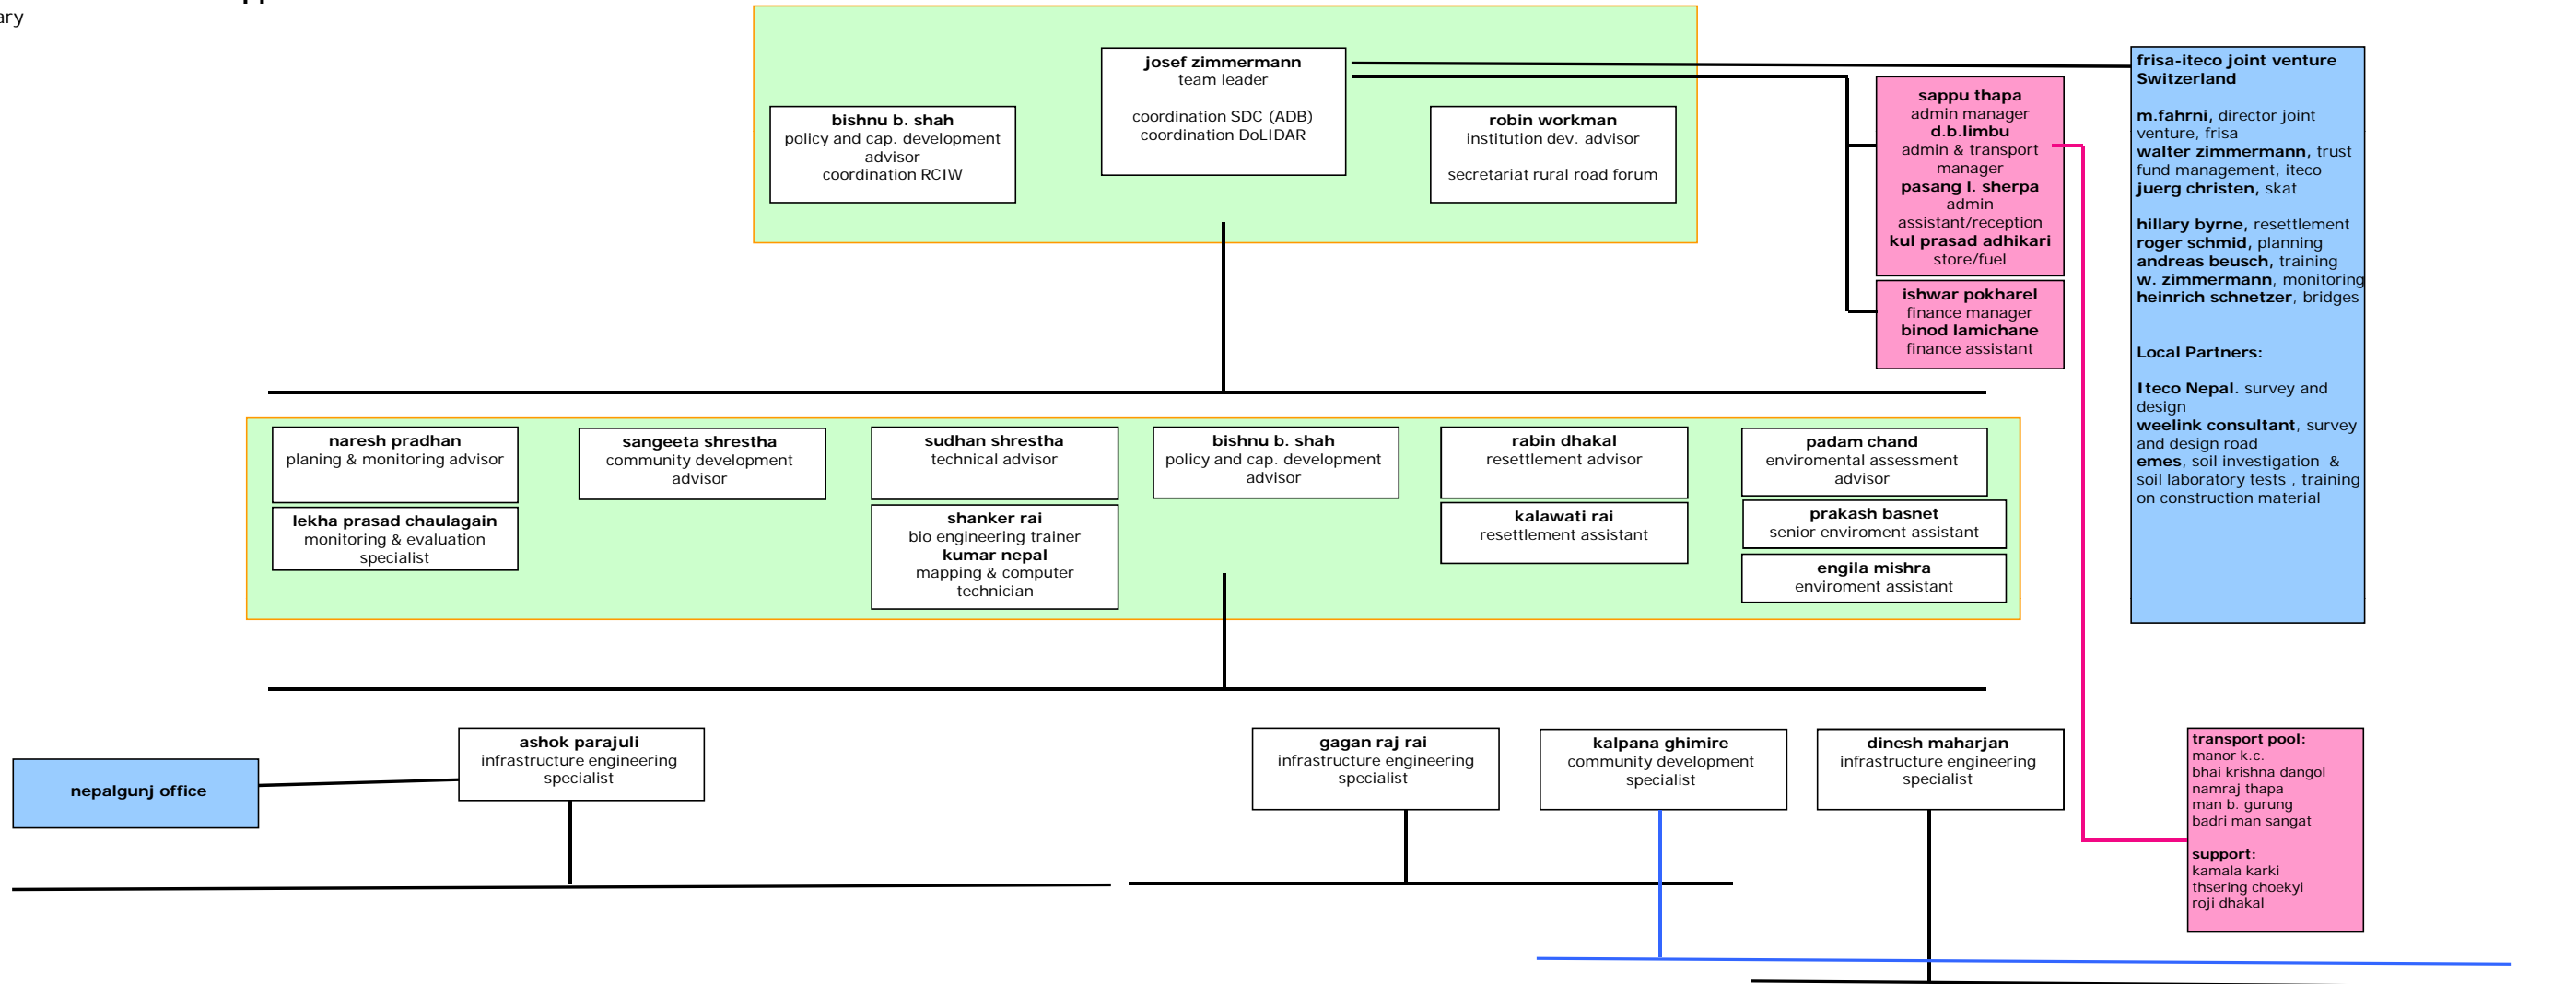 ary
josef zimmermann
team leader
coordination SDC (ADB)
coordination DoLIDAR
bishnu b. shah
policy and cap. development
advisor
coordination RCIW
robin workman
institution dev. advisor
secretariat rural road forum
sappu thapa
admin manager
d.b.limbu
admin & transport
manager
pasang l. sherpa
admin
assistant/reception
kul prasad adhikari
store/fuel
ishwar pokharel
finance manager
binod lamichane
finance assistant
frisa-iteco joint venture
Switzerland
m.fahrni, director joint
venture, frisa
walter zimmermann, trust
fund management, iteco
juerg christen, skat
hillary byrne, resettlement
roger schmid, planning
andreas beusch, training
w. zimmermann, monitoring
heinrich schnetzer, bridges
Local Partners:
Iteco Nepal. survey and
design
weelink consultant, survey
and design road
emes, soil investigation &
soil laboratory tests , training
on construction material
naresh pradhan
planing & monitoring advisor
lekha prasad chaulagain
monitoring & evaluation
specialist
sangeeta shrestha
community development
advisor
sudhan shrestha
technical advisor
shanker rai
bio engineering trainer
kumar nepal
mapping & computer
technician
bishnu b. shah
policy and cap. development
advisor
rabin dhakal
resettlement advisor
kalawati rai
resettlement assistant
padam chand
enviromental assessment
advisor
prakash basnet
senior enviroment assistant
engila mishra
enviroment assistant
nepalgunj office
ashok parajuli
infrastructure engineering
specialist
gagan raj rai
infrastructure engineering
specialist
kalpana ghimire
community development
specialist
dinesh maharjan
infrastructure engineering
specialist
transport pool:
manor k.c.
bhai krishna dangol
namraj thapa
man b. gurung
badri man sangat
support:
kamala karki
thsering choekyi
roji dhakal